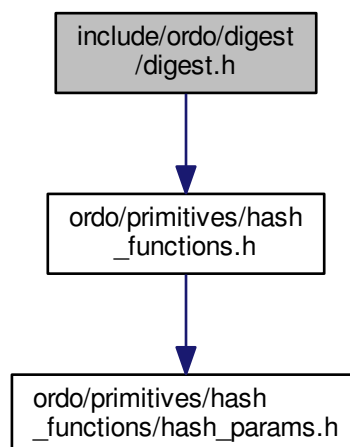 include/ordo/digest
/digest.h
ordo/primitives/hash
_functions.h
ordo/primitives/hash
_functions/hash_params.h